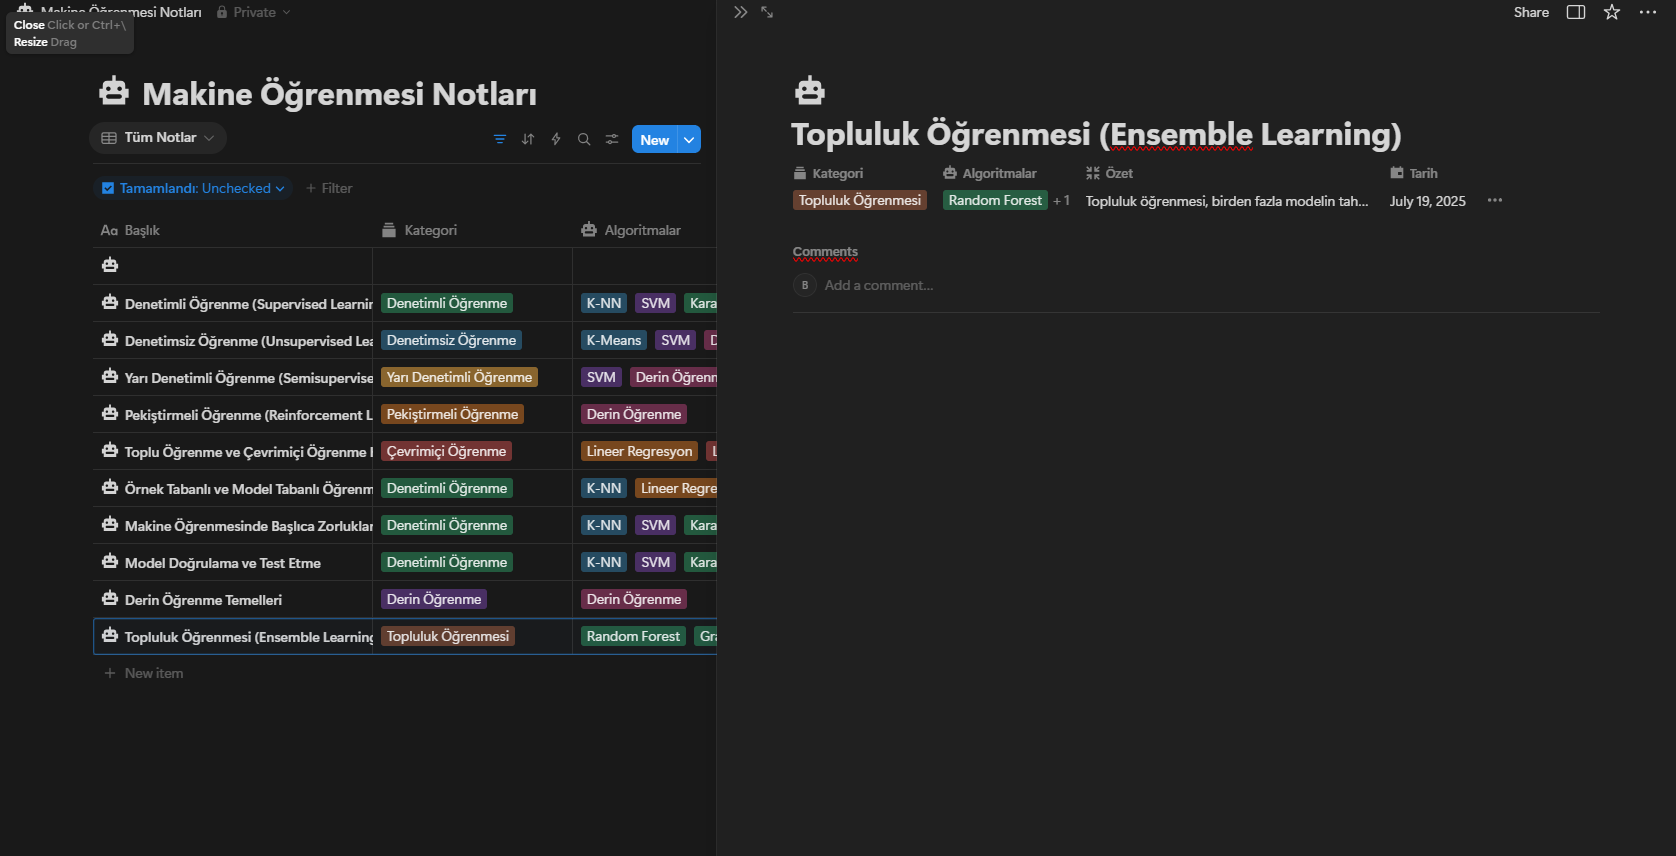 Makine Öğrenmesi Notları Private
Close Click or Ctrl+\
Resize Drag
Makine Öğrenmesi Notları
Tüm Notlar
New
Tamamlandı: Unchecked
+ Filter
Aa Başlık Kategori Algoritmalar
Denetimli Öğrenme (Supervised Learnin Denetimli Öğrenme K-NN SVM Kara
Denetimsiz Öğrenme (Unsupervised Lea Denetimsiz Öğrenme K-Means SVM D
Yarı Denetimli Öğrenme (Semisupervise Yarı Denetimli Öğrenme SVM Derin Öğrenm
Pekiştirmeli Öğrenme (Reinforcement L Pekiştirmeli Öğrenme Derin Öğrenme
Toplu Öğrenme ve Çevrimiçi Öğrenme Çevrimiçi Öğrenme Lineer Regresyon L
Örnek Tabanlı ve Model Tabanlı Öğrenm Denetimli Öğrenme K-NN Lineer Regre
Makine Öğrenmesinde Başlıca Zorluklar Denetimli Öğrenme K-NN SVM Kara
Model Doğrulama ve Test Etme Denetimli Öğrenme K-NN SVM Kara
Derin Öğrenme Temelleri Derin Öğrenme Derin Öğrenme
Topluluk Öğrenmesi (Ensemble Learning Topluluk Öğrenmesi Random Forest Gra
+ New item
Share
Topluluk Öğrenmesi (Ensemble Learning)
Kategori Algoritmalar Özet Tarih
Topluluk Öğrenmesi Random Forest +1 Topluluk öğrenmesi, birden fazla modelin tah... July 19, 2025
Comments
B Add a comment...